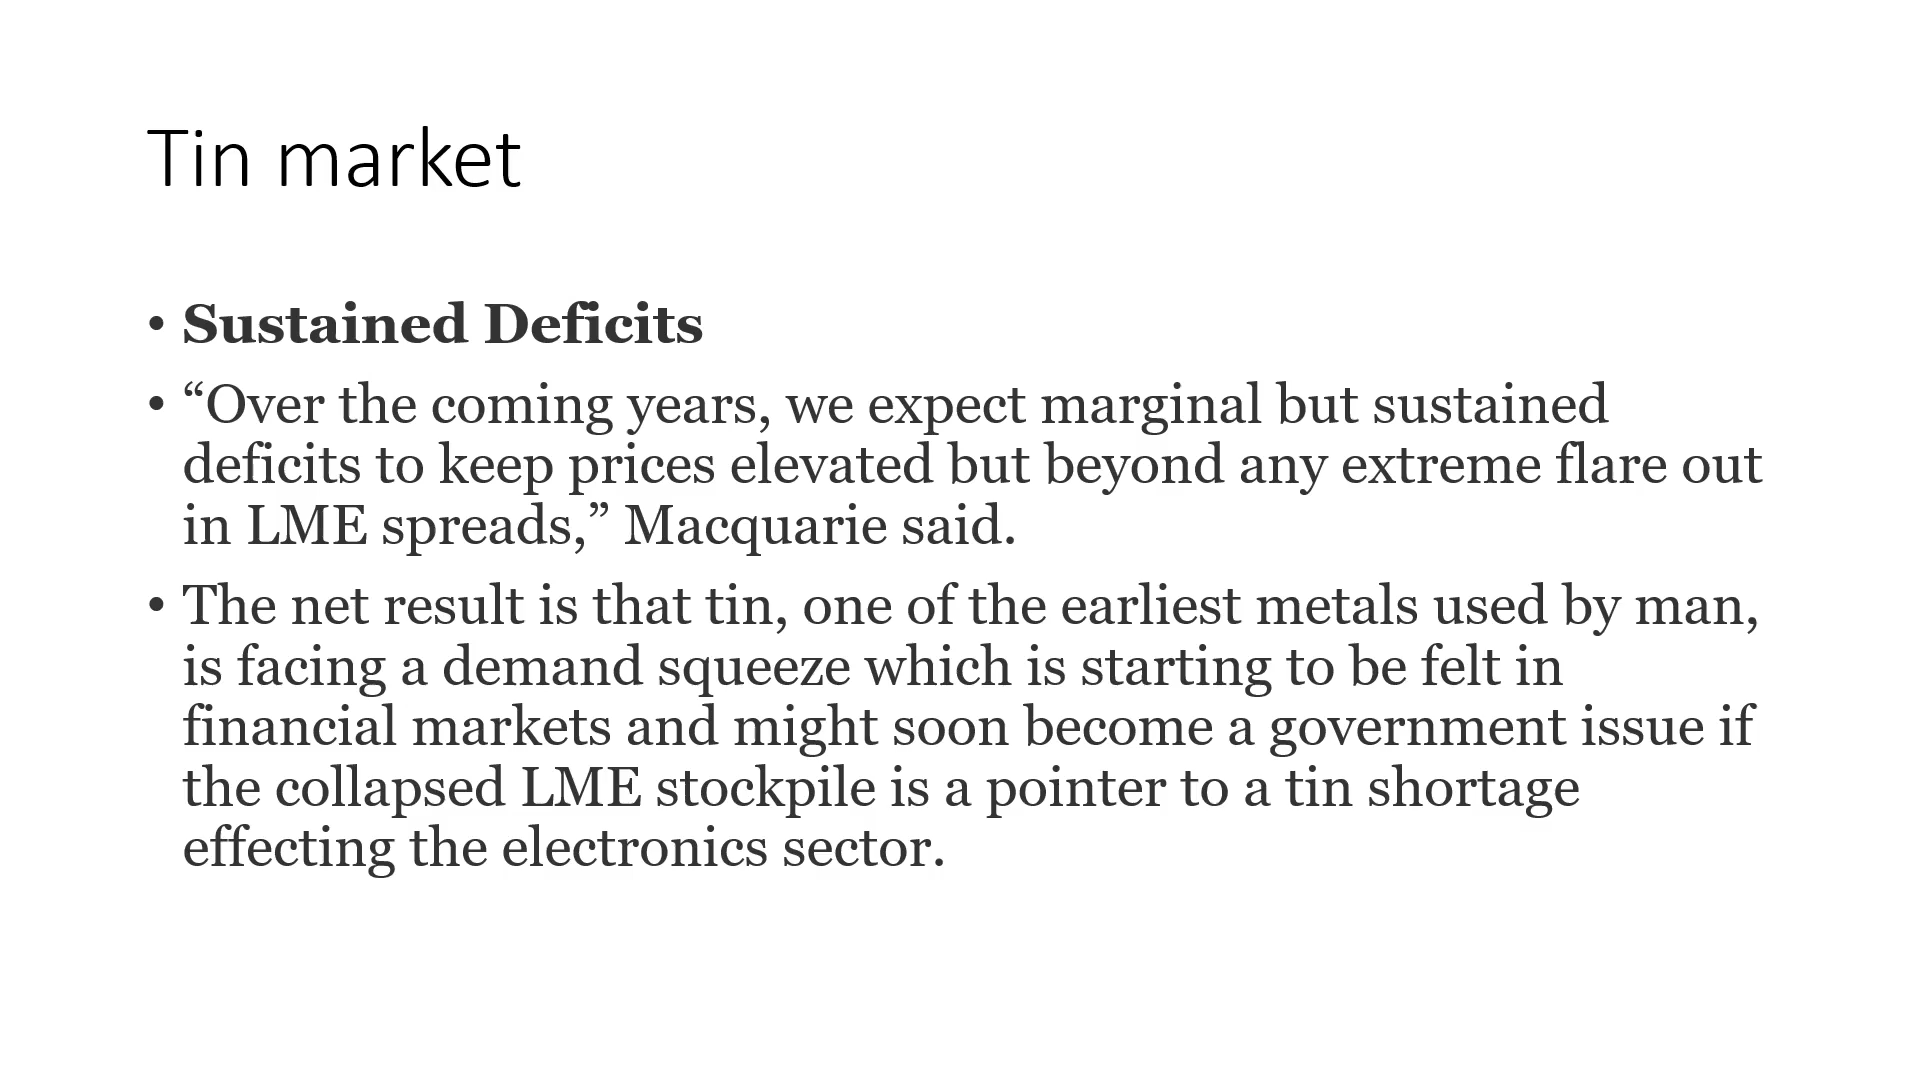 Tin market
• Sustained Deficits
• “Over the coming years, we expect marginal but sustained
deficits to keep prices elevated but beyond any extreme flare out
in LME spreads,” Macquarie said.
• The net result is that tin, one of the earliest metals used by man,
is facing a demand squeeze which is starting to be felt in
financial markets and might soon become a government issue if
the collapsed LME stockpile is a pointer to a tin shortage
effecting the electronics sector.